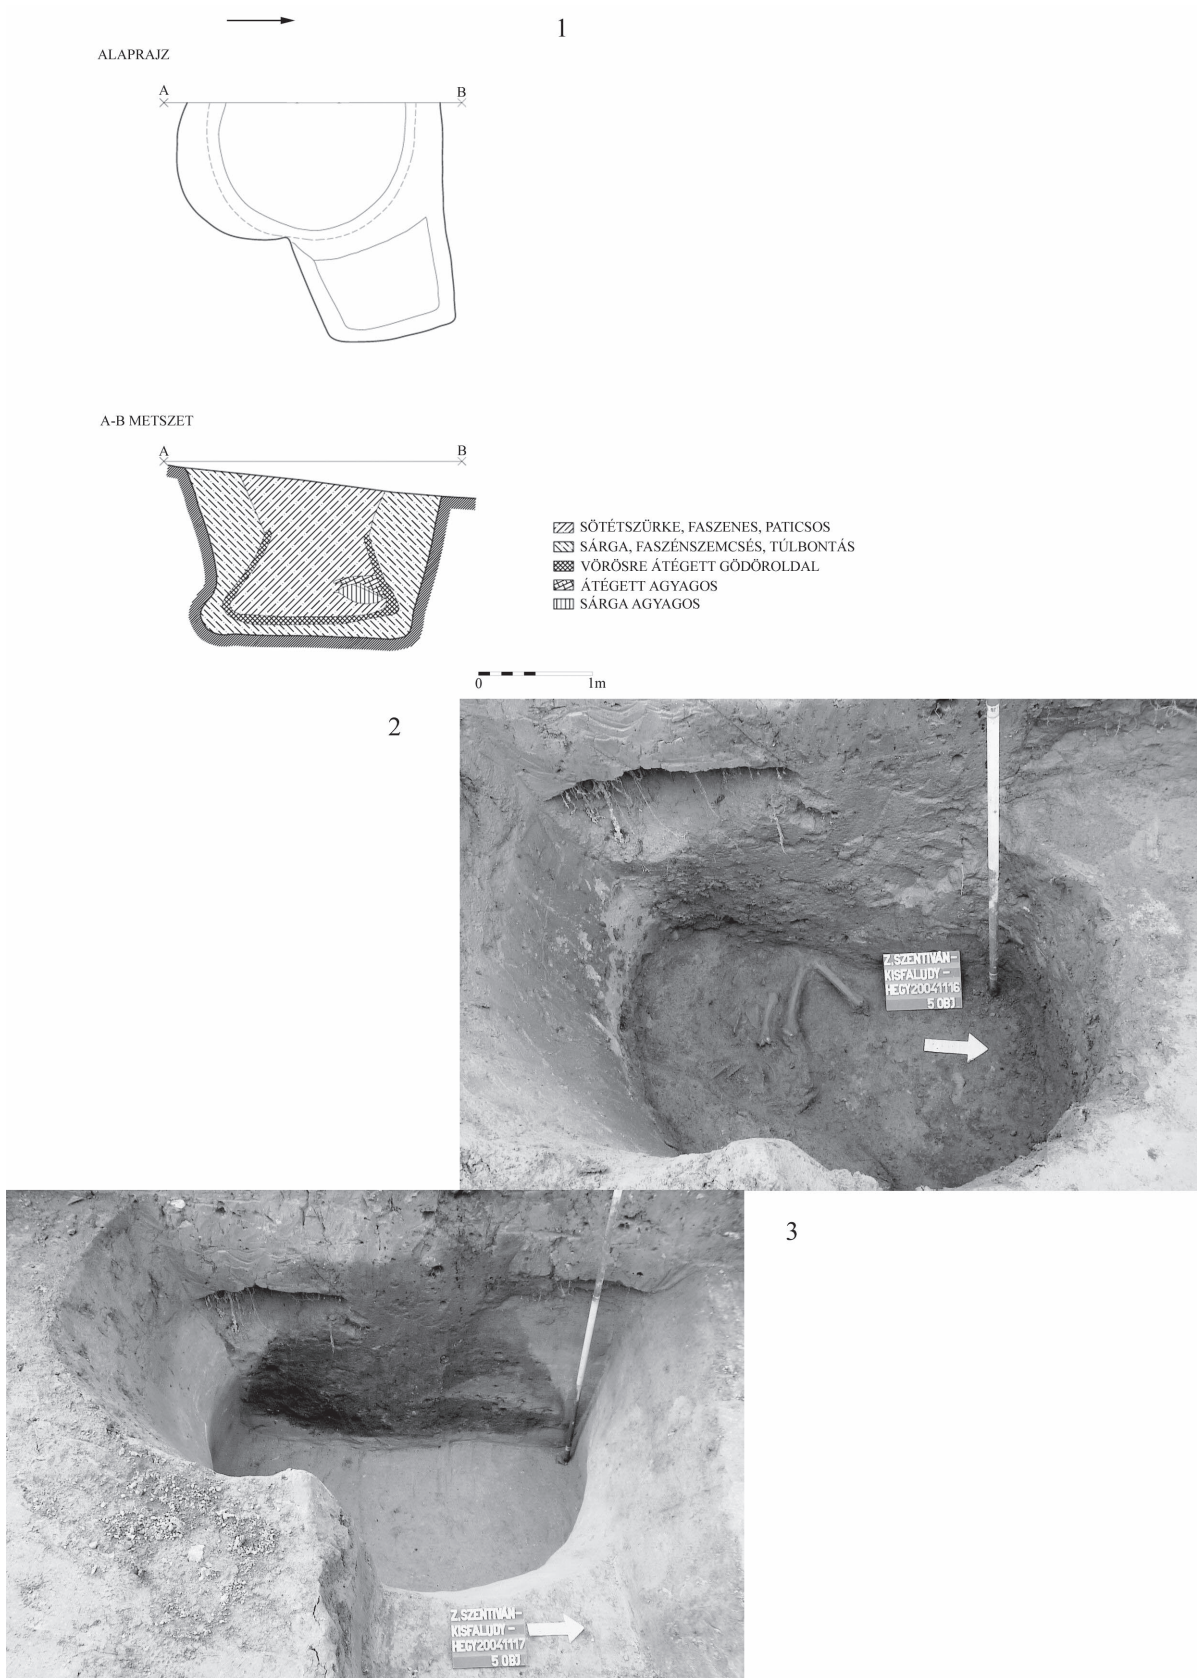 1
ALAPRAJZ
A B
A-B METSZET
A B
SÖTÉTSZÜRKE, FASZENES, PATICSOS
SÁRGA, FASZÉNSZEMCSÉS, TÚLBONTÁS
VÖRÖSRE ÁTÉGETT GÖDÖROLDAL
ÁTÉGETT AGYAGOS
SÁRGA AGYAGOS
0 1m
2
Z.SZENTIVÁN-
KISFALUDY-
HEGY20041116
5 OBJ
3
Z.SZENTIVÁN-
KISFALUDY-
HEGY20041117
5 OBJ